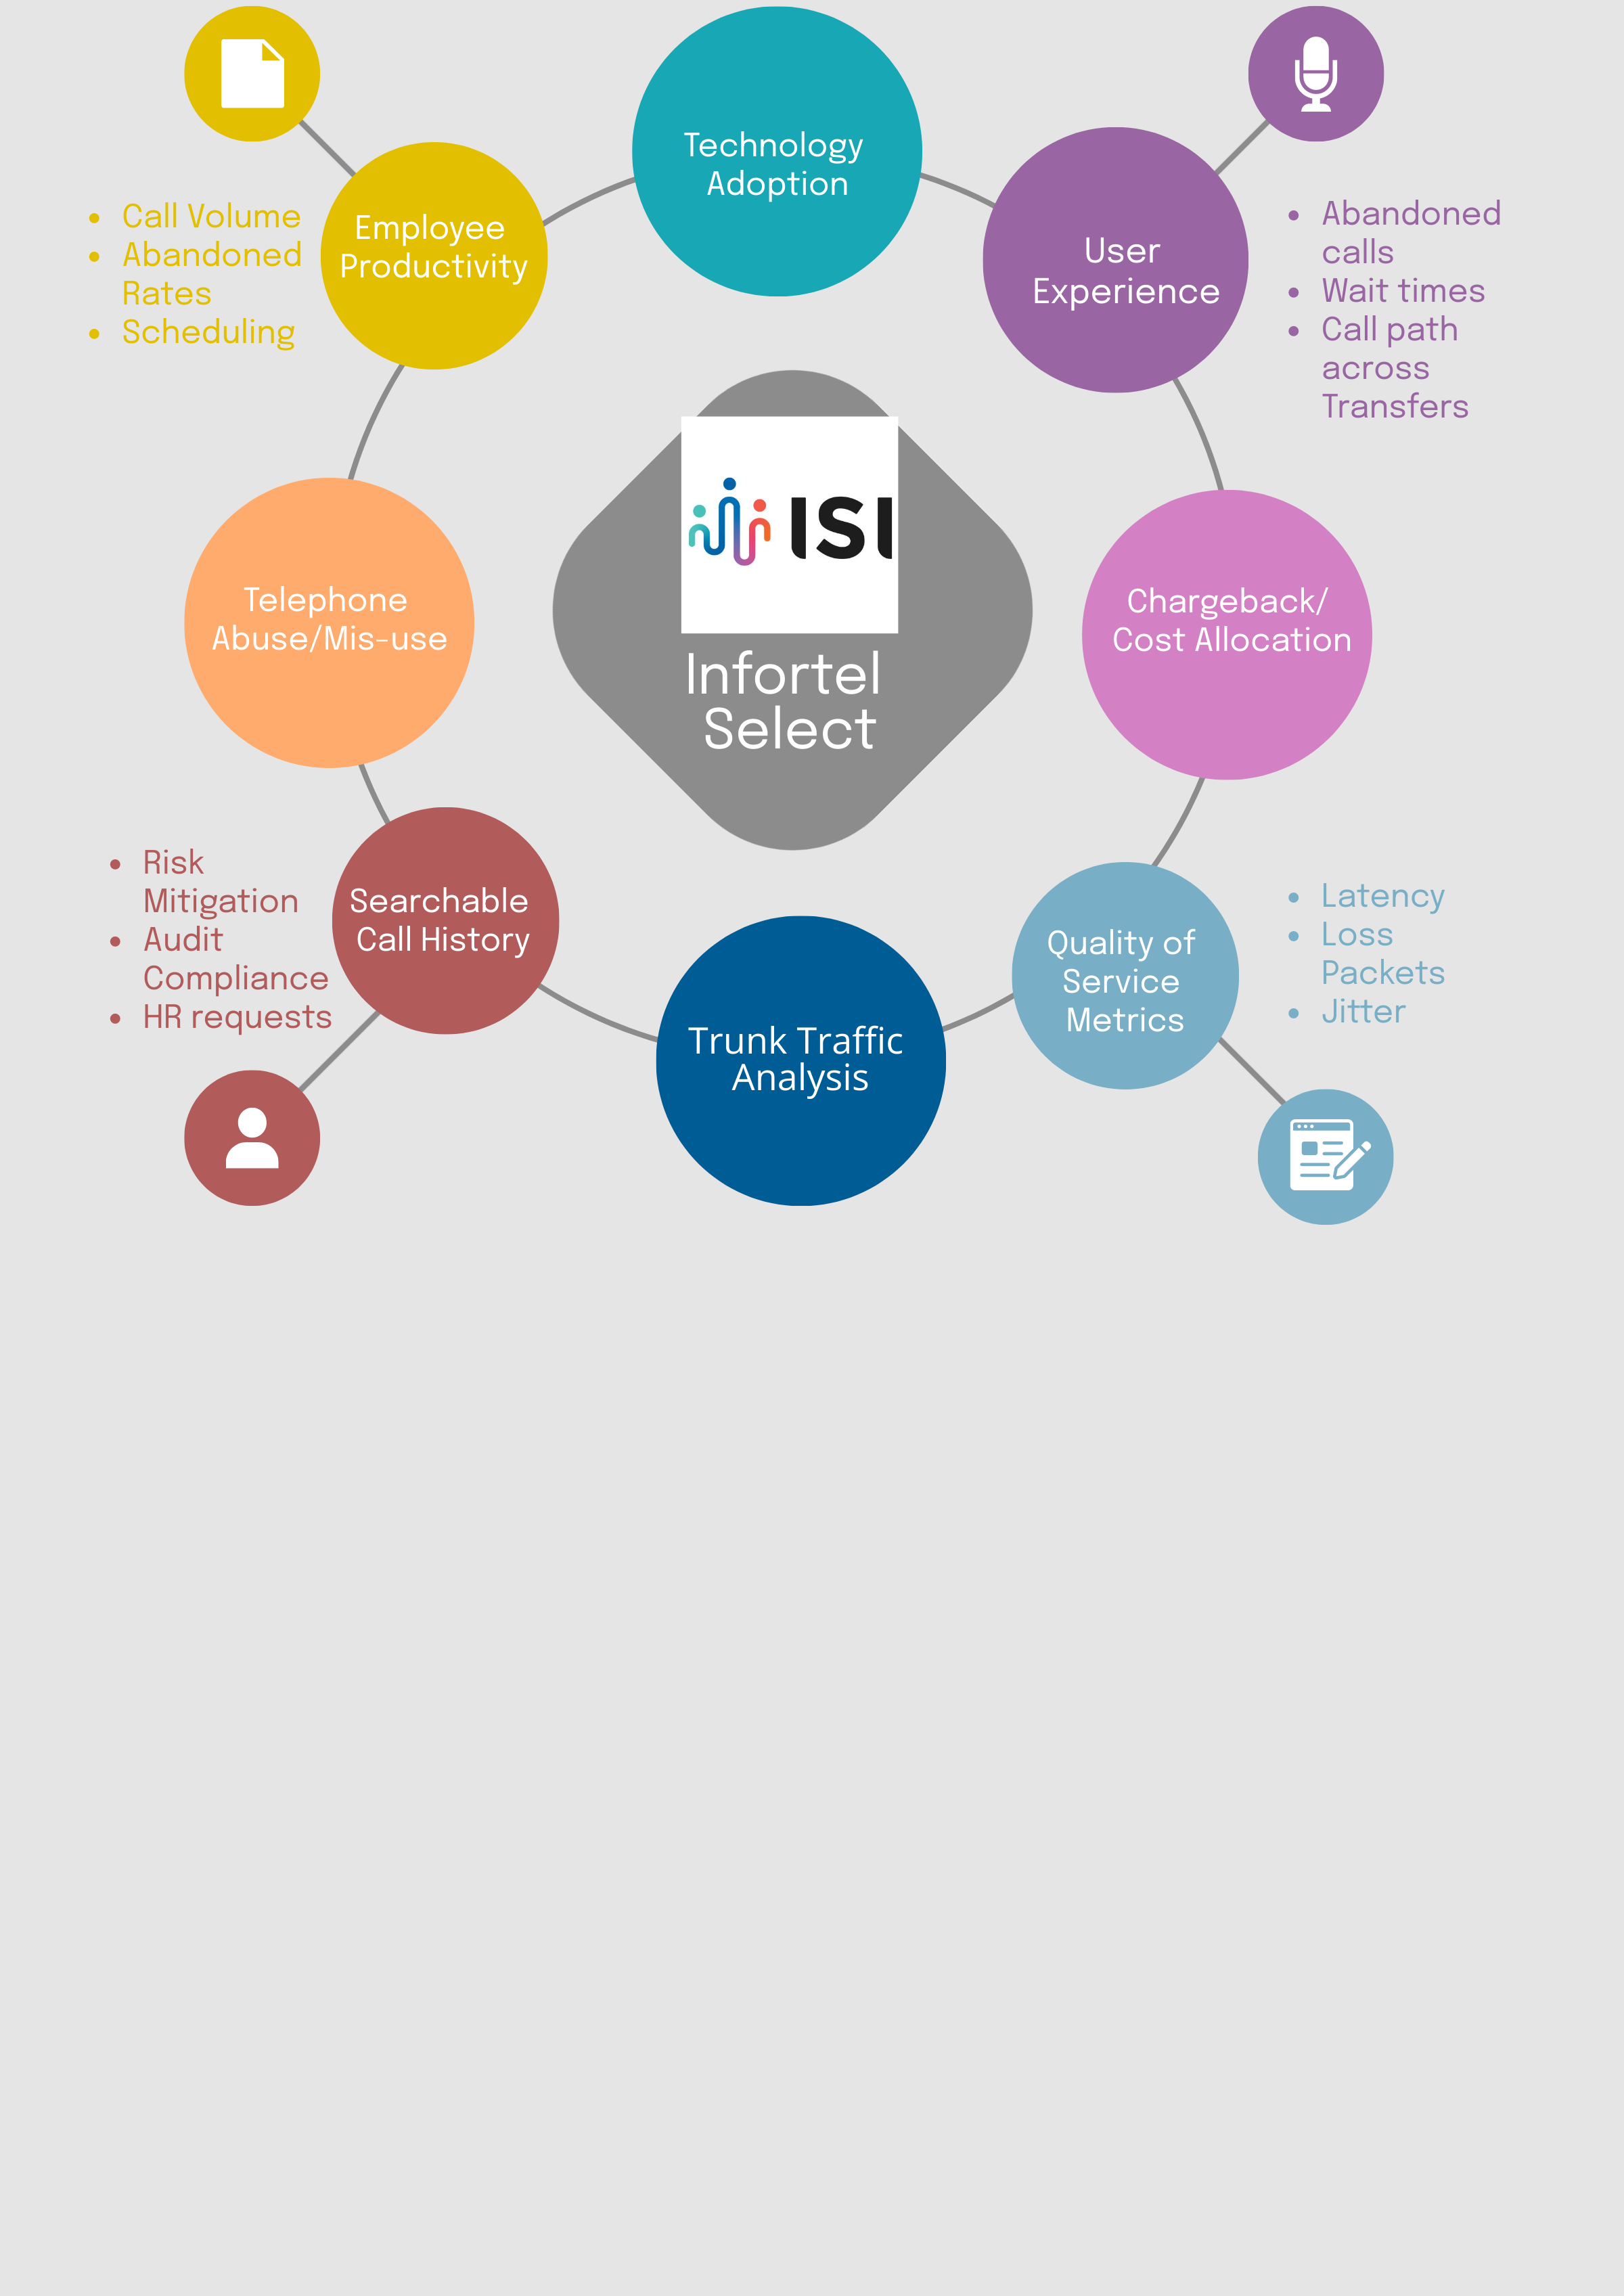 Technology
Adoption
Employee
Productivity
• Call Volume
• Abandoned
Rates
• Scheduling
User
Experience
• Abandoned
calls
• Wait times
• Call path
across
Transfers
ISI
Infortel
Select
Telephone
Abuse/Mis-use
Chargeback/
Cost Allocation
Searchable
Call History
• Risk
Mitigation
• Audit
Compliance
• HR requests
Trunk Traffic
Analysis
Quality of
Service
Metrics
• Latency
• Loss
Packets
• Jitter